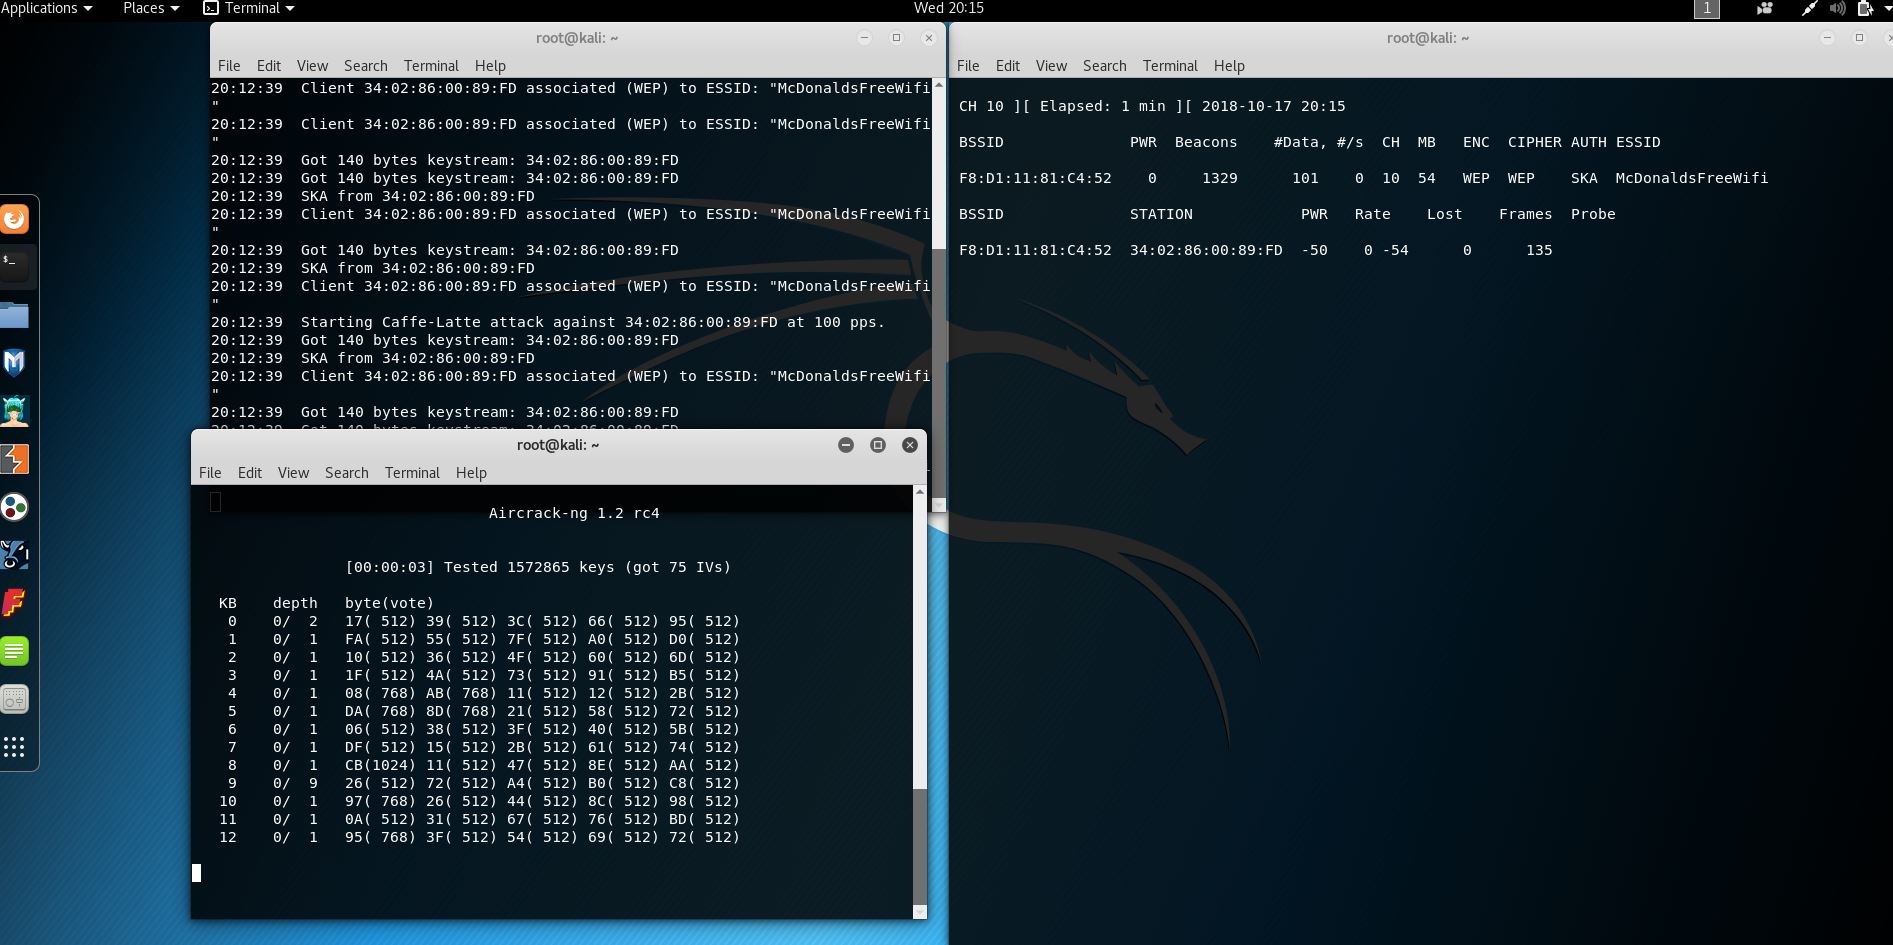 Applications Places Terminal Wed 20:15 1
root@kali: ~
File Edit View Search Terminal Help
20:12:39  Client 34:02:86:00:89:FD associated (WEP) to ESSID: "McDonaldsFreeWifi
"
20:12:39  Client 34:02:86:00:89:FD associated (WEP) to ESSID: "McDonaldsFreeWifi
"
20:12:39  Got 140 bytes keystream: 34:02:86:00:89:FD
20:12:39  Got 140 bytes keystream: 34:02:86:00:89:FD
20:12:39  SKA from 34:02:86:00:89:FD
20:12:39  Client 34:02:86:00:89:FD associated (WEP) to ESSID: "McDonaldsFreeWifi
"
20:12:39  Got 140 bytes keystream: 34:02:86:00:89:FD
20:12:39  SKA from 34:02:86:00:89:FD
20:12:39  Client 34:02:86:00:89:FD associated (WEP) to ESSID: "McDonaldsFreeWifi
"
20:12:39  Starting Caffe-Latte attack against 34:02:86:00:89:FD at 100 pps.
20:12:39  Got 140 bytes keystream: 34:02:86:00:89:FD
20:12:39  SKA from 34:02:86:00:89:FD
20:12:39  Client 34:02:86:00:89:FD associated (WEP) to ESSID: "McDonaldsFreeWifi
"
20:12:39  Got 140 bytes keystream: 34:02:86:00:89:FD
20:12:39  Got 140 bytes keystream: 34:02:86:00:89:FD
root@kali: ~
File Edit View Search Terminal Help
CH 10 ][ Elapsed: 1 min ][ 2018-10-17 20:15
BSSID              PWR  Beacons    #Data, #/s  CH  MB   ENC  CIPHER AUTH ESSID
F8:D1:11:81:C4:52    0     1329      101    0  10  54   WEP  WEP    SKA  McDonaldsFreeWifi
BSSID              STATION            PWR   Rate    Lost    Frames  Probe
F8:D1:11:81:C4:52  34:02:86:00:89:FD  -50    0 -54      0      135
root@kali: ~
File Edit View Search Terminal Help
Aircrack-ng 1.2 rc4
[00:00:03] Tested 1572865 keys (got 75 IVs)
KB    depth   byte(vote)
0    0/  2   17( 512) 39( 512) 3C( 512) 66( 512) 95( 512)
1    0/  1   FA( 512) 55( 512) 7F( 512) A0( 512) D0( 512)
2    0/  1   10( 512) 36( 512) 4F( 512) 60( 512) 6D( 512)
3    0/  1   1F( 512) 4A( 512) 73( 512) 91( 512) B5( 512)
4    0/  1   08( 768) AB( 768) 11( 512) 12( 512) 2B( 512)
5    0/  1   DA( 768) 8D( 768) 21( 512) 58( 512) 72( 512)
6    0/  1   06( 512) 38( 512) 3F( 512) 40( 512) 5B( 512)
7    0/  1   DF( 512) 15( 512) 2B( 512) 61( 512) 74( 512)
8    0/  1   CB(1024) 11( 512) 47( 512) 8E( 512) AA( 512)
9    0/  9   26( 512) 72( 512) A4( 512) B0( 512) C8( 512)
10    0/  1   97( 768) 26( 512) 44( 512) 8C( 512) 98( 512)
11    0/  1   0A( 512) 31( 512) 67( 512) 76( 512) BD( 512)
12    0/  1   95( 768) 3F( 512) 54( 512) 69( 512) 72( 512)